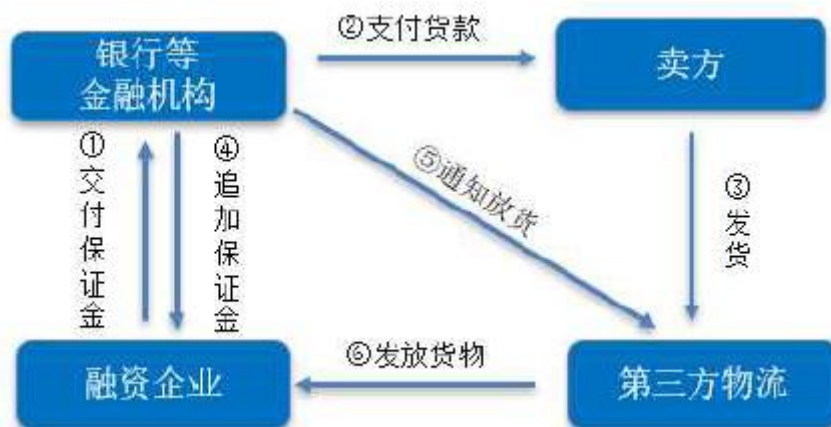 ②支付货款
银行等
金融机构
卖方
①交付保证金
④追加保证金
⑤通知放货
③发货
⑥发放货物
融资企业
第三方物流